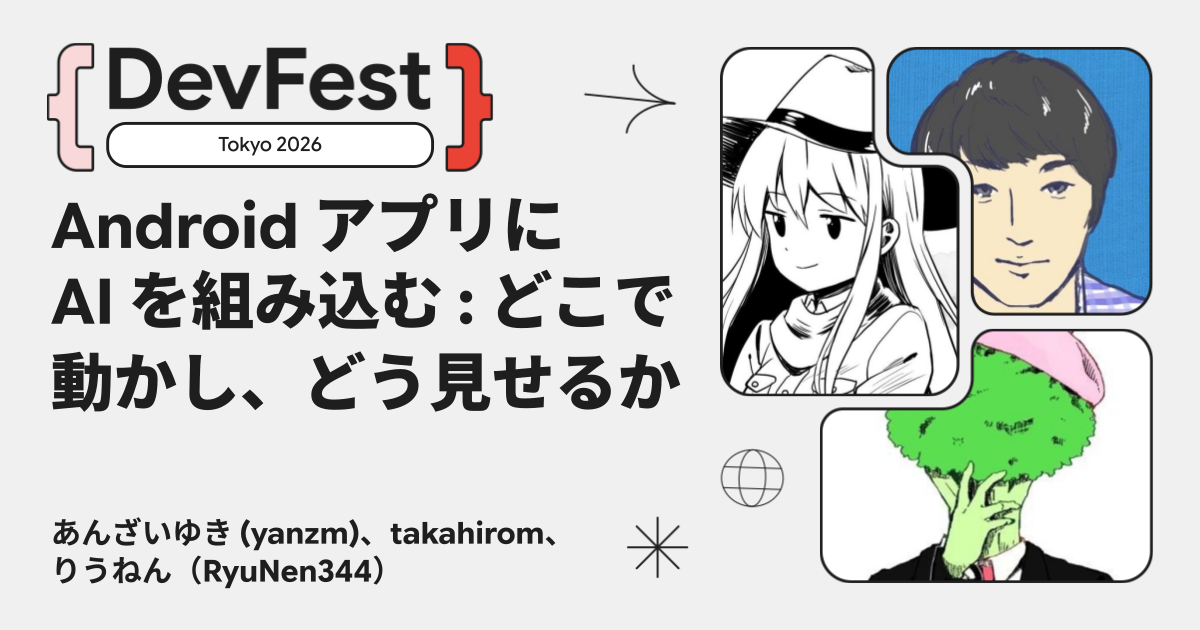 DevFest
Tokyo 2026
Android アプリに
AI を組み込む : どこで
動かし、どう見せるか
あんざいゆき (yanzm)、takahirom、
りうねん（RyuNen344）